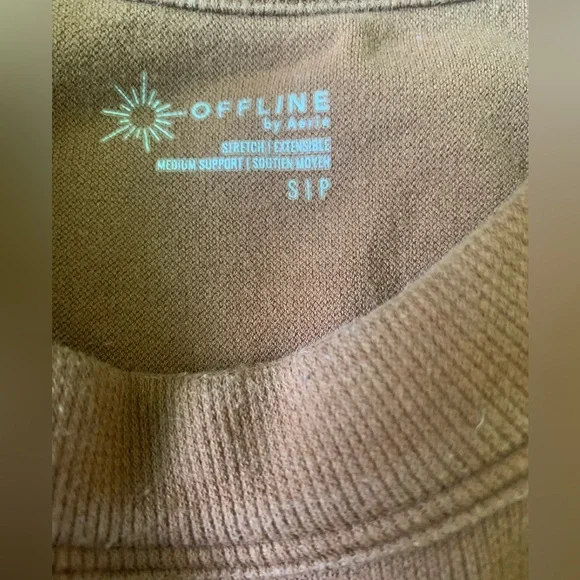 OFFLINE
by Aerie
STRETCH | EXTENSIBLE
MEDIUM SUPPORT | SOUTIEN MOYEN
S | P